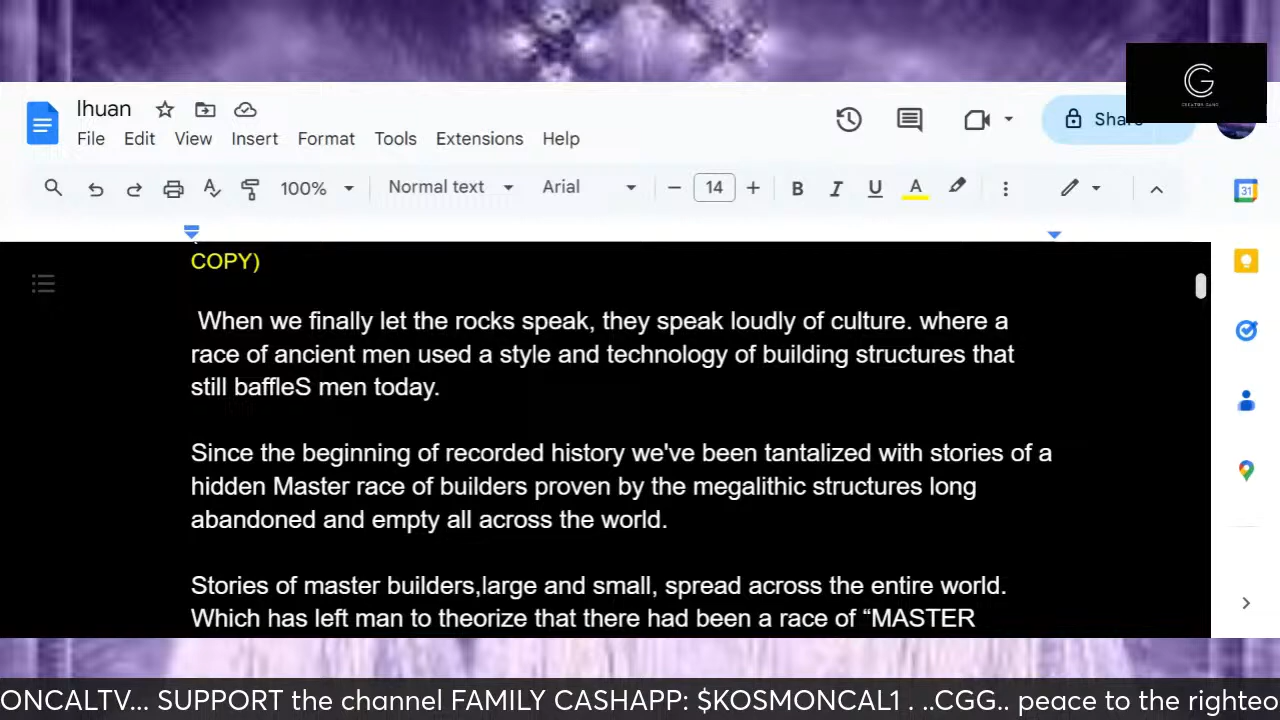 lhuan
File Edit View Insert Format Tools Extensions Help
Share
100% Normal text Arial 14 B I U A
31
COPY)
When we finally let the rocks speak, they speak loudly of culture. where a
race of ancient men used a style and technology of building structures that
still baffleS men today.
Since the beginning of recorded history we've been tantalized with stories of a
hidden Master race of builders proven by the megalithic structures long
abandoned and empty all across the world.
Stories of master builders,large and small, spread across the entire world.
Which has left man to theorize that there had been a race of “MASTER
ONCALTV... SUPPORT the channel FAMILY CASHAPP: $KOSMONCAL1 . ..CGG.. peace to the righteo